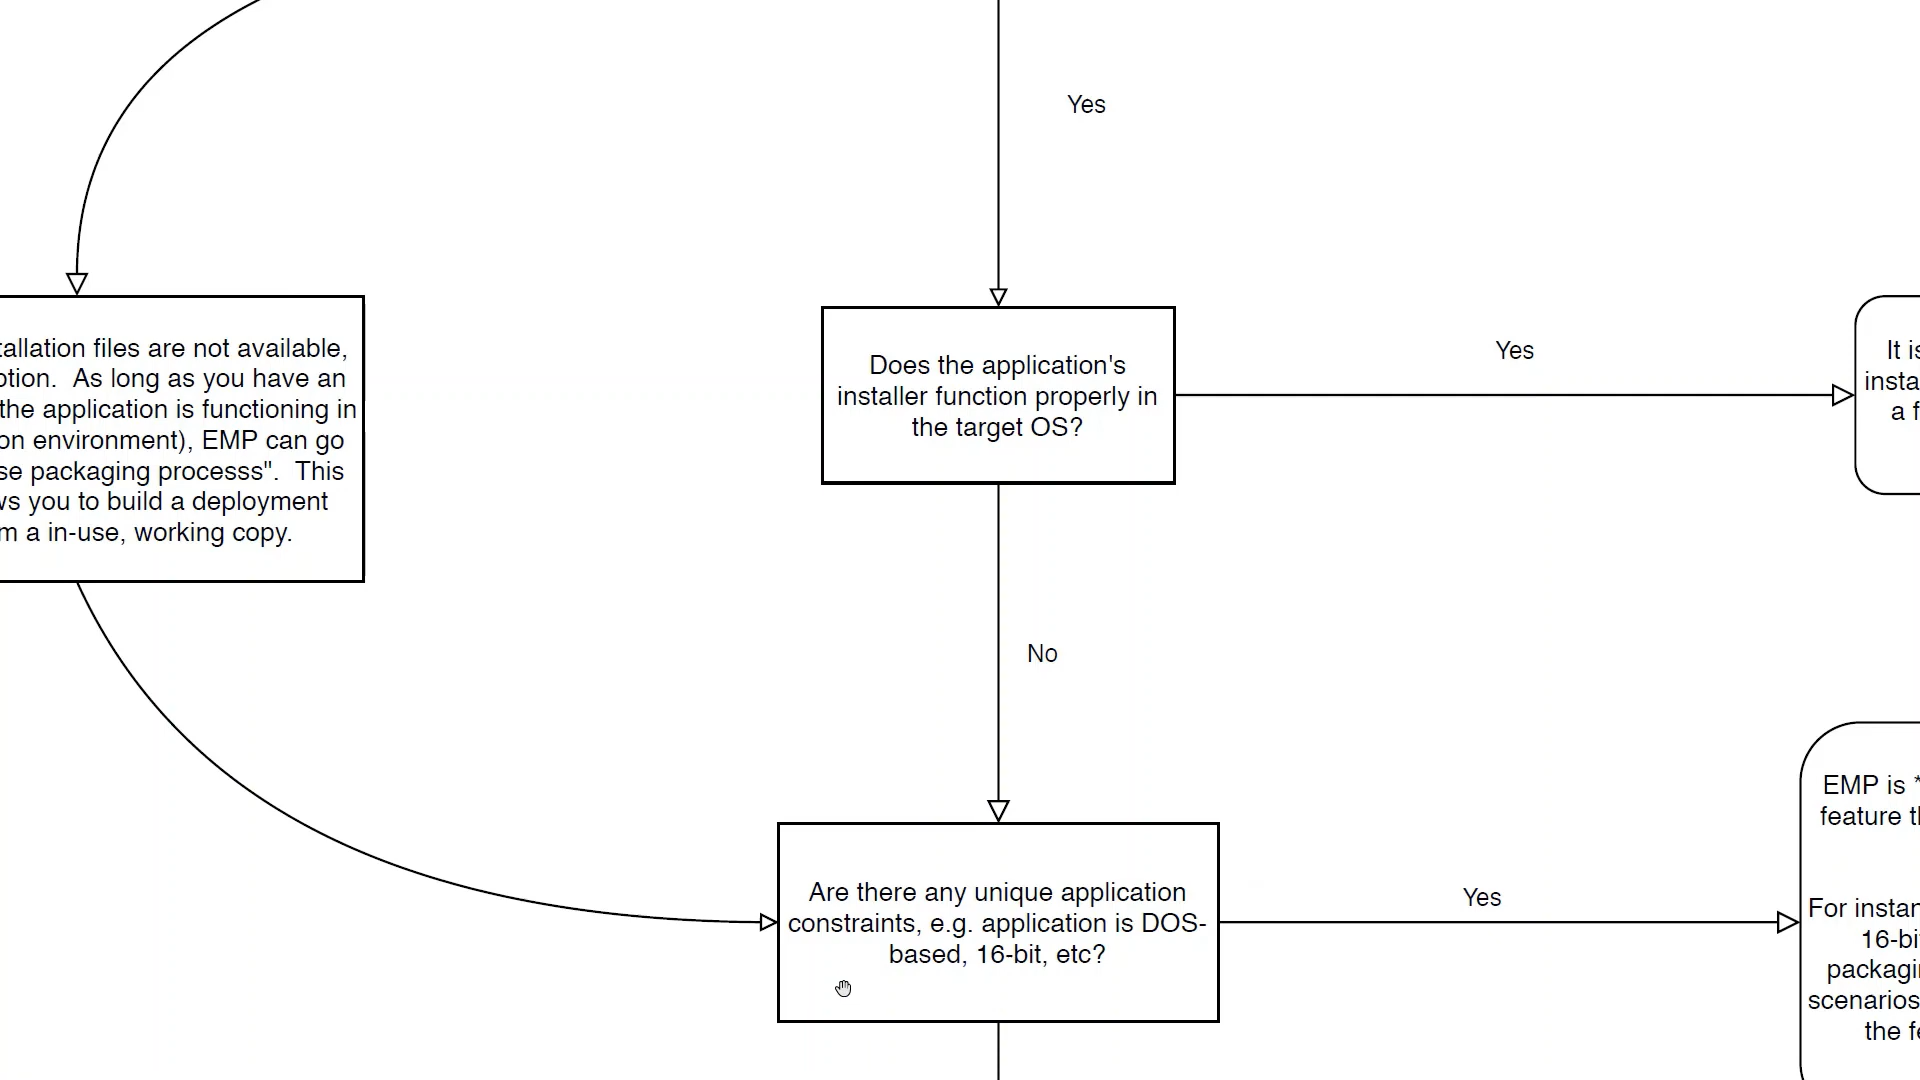 Yes
tallation files are not available,
ption.  As long as you have an
the application is functioning in
on environment), EMP can go
se packaging processs".  This
ws you to build a deployment
m a in-use, working copy.
Does the application's
installer function properly in
the target OS?
Yes
It is
insta
a f
No
Are there any unique application
constraints, e.g. application is DOS-
based, 16-bit, etc?
Yes
EMP is *
feature th
For instan
16-bi
packagin
scenarios
the fe